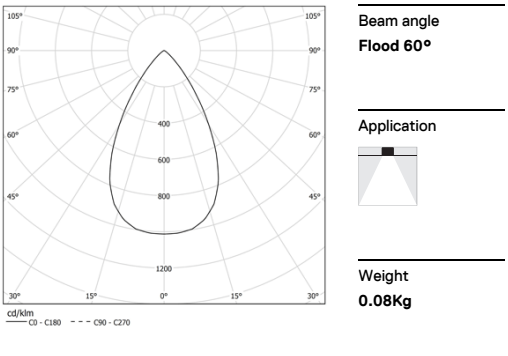 105°
105°
90°
90°
75°
75°
60°
60°
45°
45°
400
600
800
1200
30°
15°
0°
15°
30°
cd/klm
C0 - C180
C90 - C270
Beam angle
Flood 60°
Application
Weight
0.08Kg